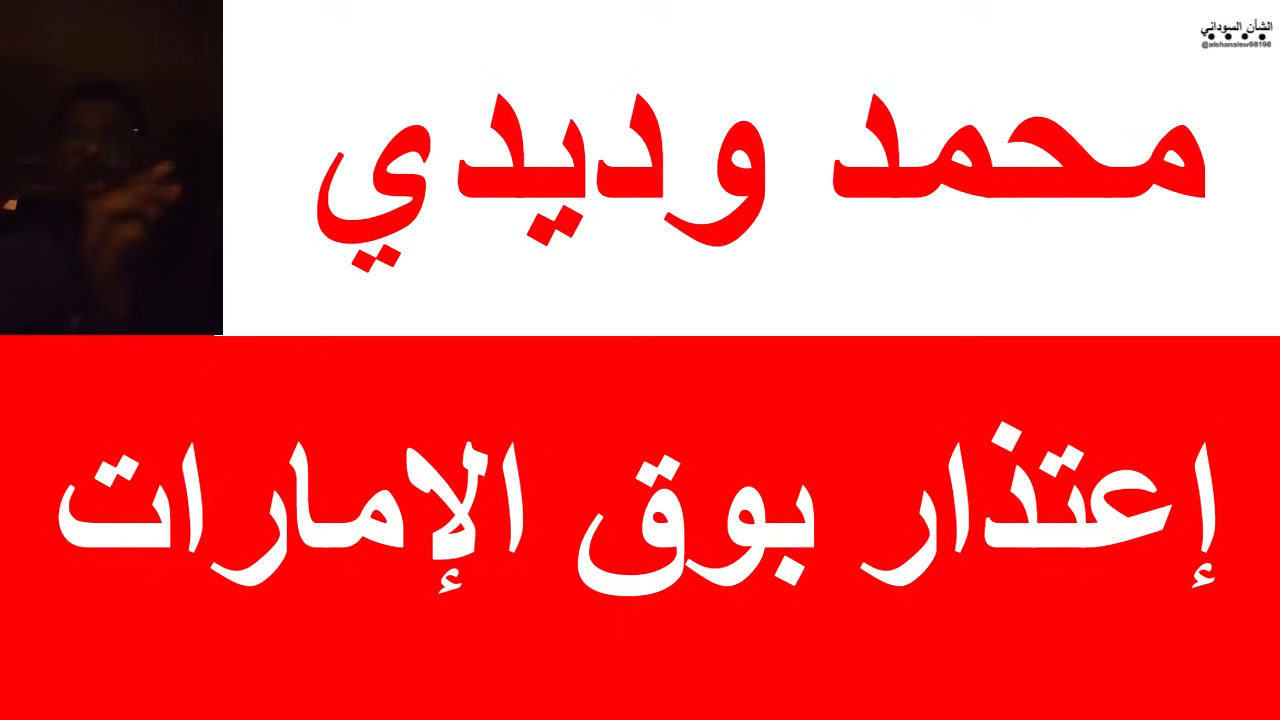 الشأن السوداني
@alshanalsw98198
محمد وديدي
إعتذار بوق الإمارات